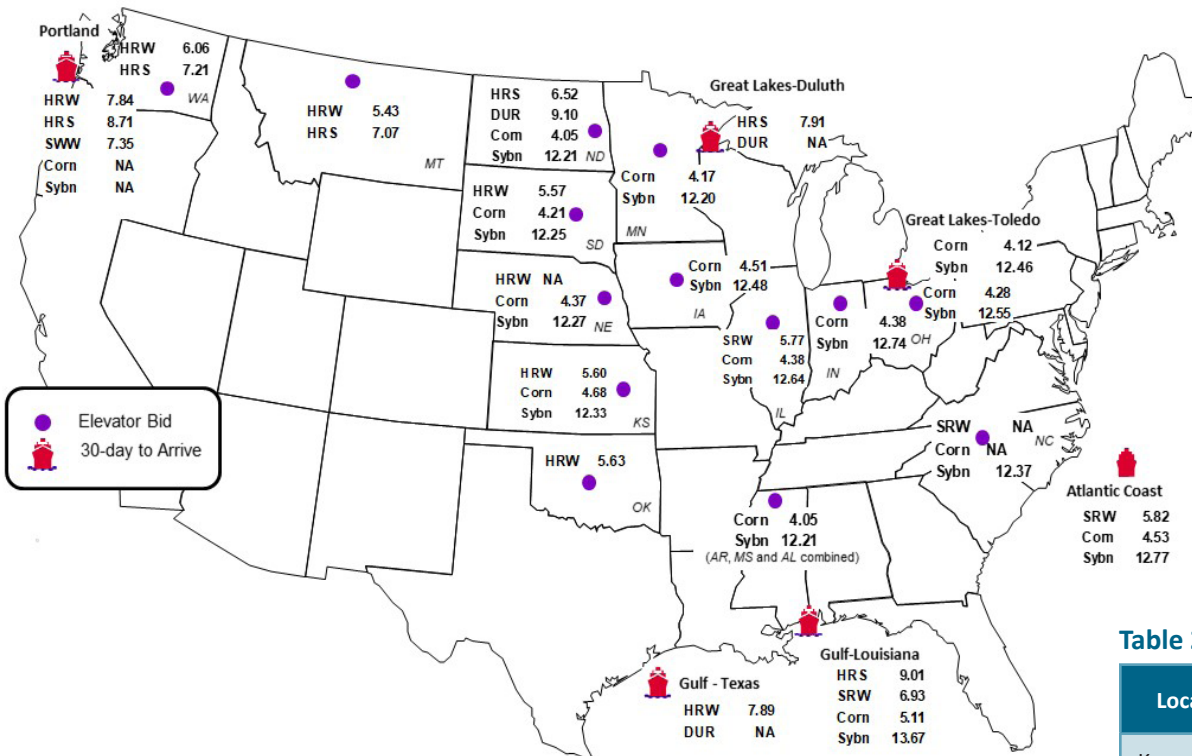 Portland
HRW 6.06
HRS 7.21
WA
HRW 7.84
HRS 8.71
SWW 7.35
Corn NA
Sybn NA
HRW 5.43
HRS 7.07
MT
HRS 6.52
DUR 9.10
Corn 4.05
Sybn 12.21 ND
HRW 5.57
Corn 4.21
Sybn 12.25
SD
HRW NA
Corn 4.37
Sybn 12.27 NE
HRW 5.60
Corn 4.68
Sybn 12.33
KS
HRW 5.63
OK
Great Lakes-Duluth
HRS 7.91
DUR NA
Corn 4.17
Sybn 12.20
MN
Corn 4.51
Sybn 12.48
IA
SRW 5.77
Corn 4.38
Sybn 12.64
IL
Great Lakes-Toledo
Corn 4.12
Sybn 12.46
Corn 4.28
Sybn 12.55
OH
Corn 4.38
Sybn 12.74
IN
SRW NA
Corn NA NC
Sybn 12.37
Atlantic Coast
SRW 5.82
Corn 4.53
Sybn 12.77
Corn 4.05
Sybn 12.21
(AR, MS and AL combined)
Gulf-Louisiana
HRS 9.01
SRW 6.93
Corn 5.11
Sybn 13.67
Gulf - Texas
HRW 7.89
DUR NA
Elevator Bid
30-day to Arrive
Table
Loca